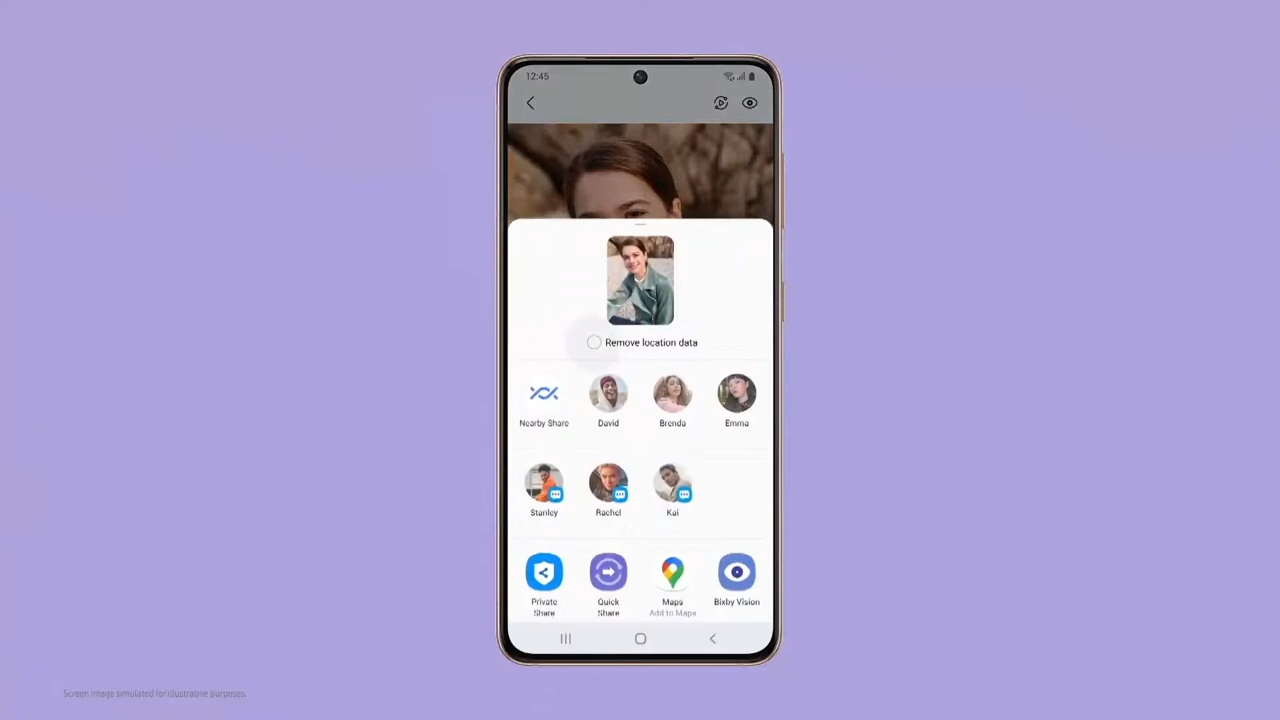 12:45
Remove location data
Nearby Share
David
Brenda
Emma
Stanley
Rachel
Kai
Private
Share
Quick
Share
Maps
Add to Maps
Bixby Vision
Screen image simulated for illustrative purposes.